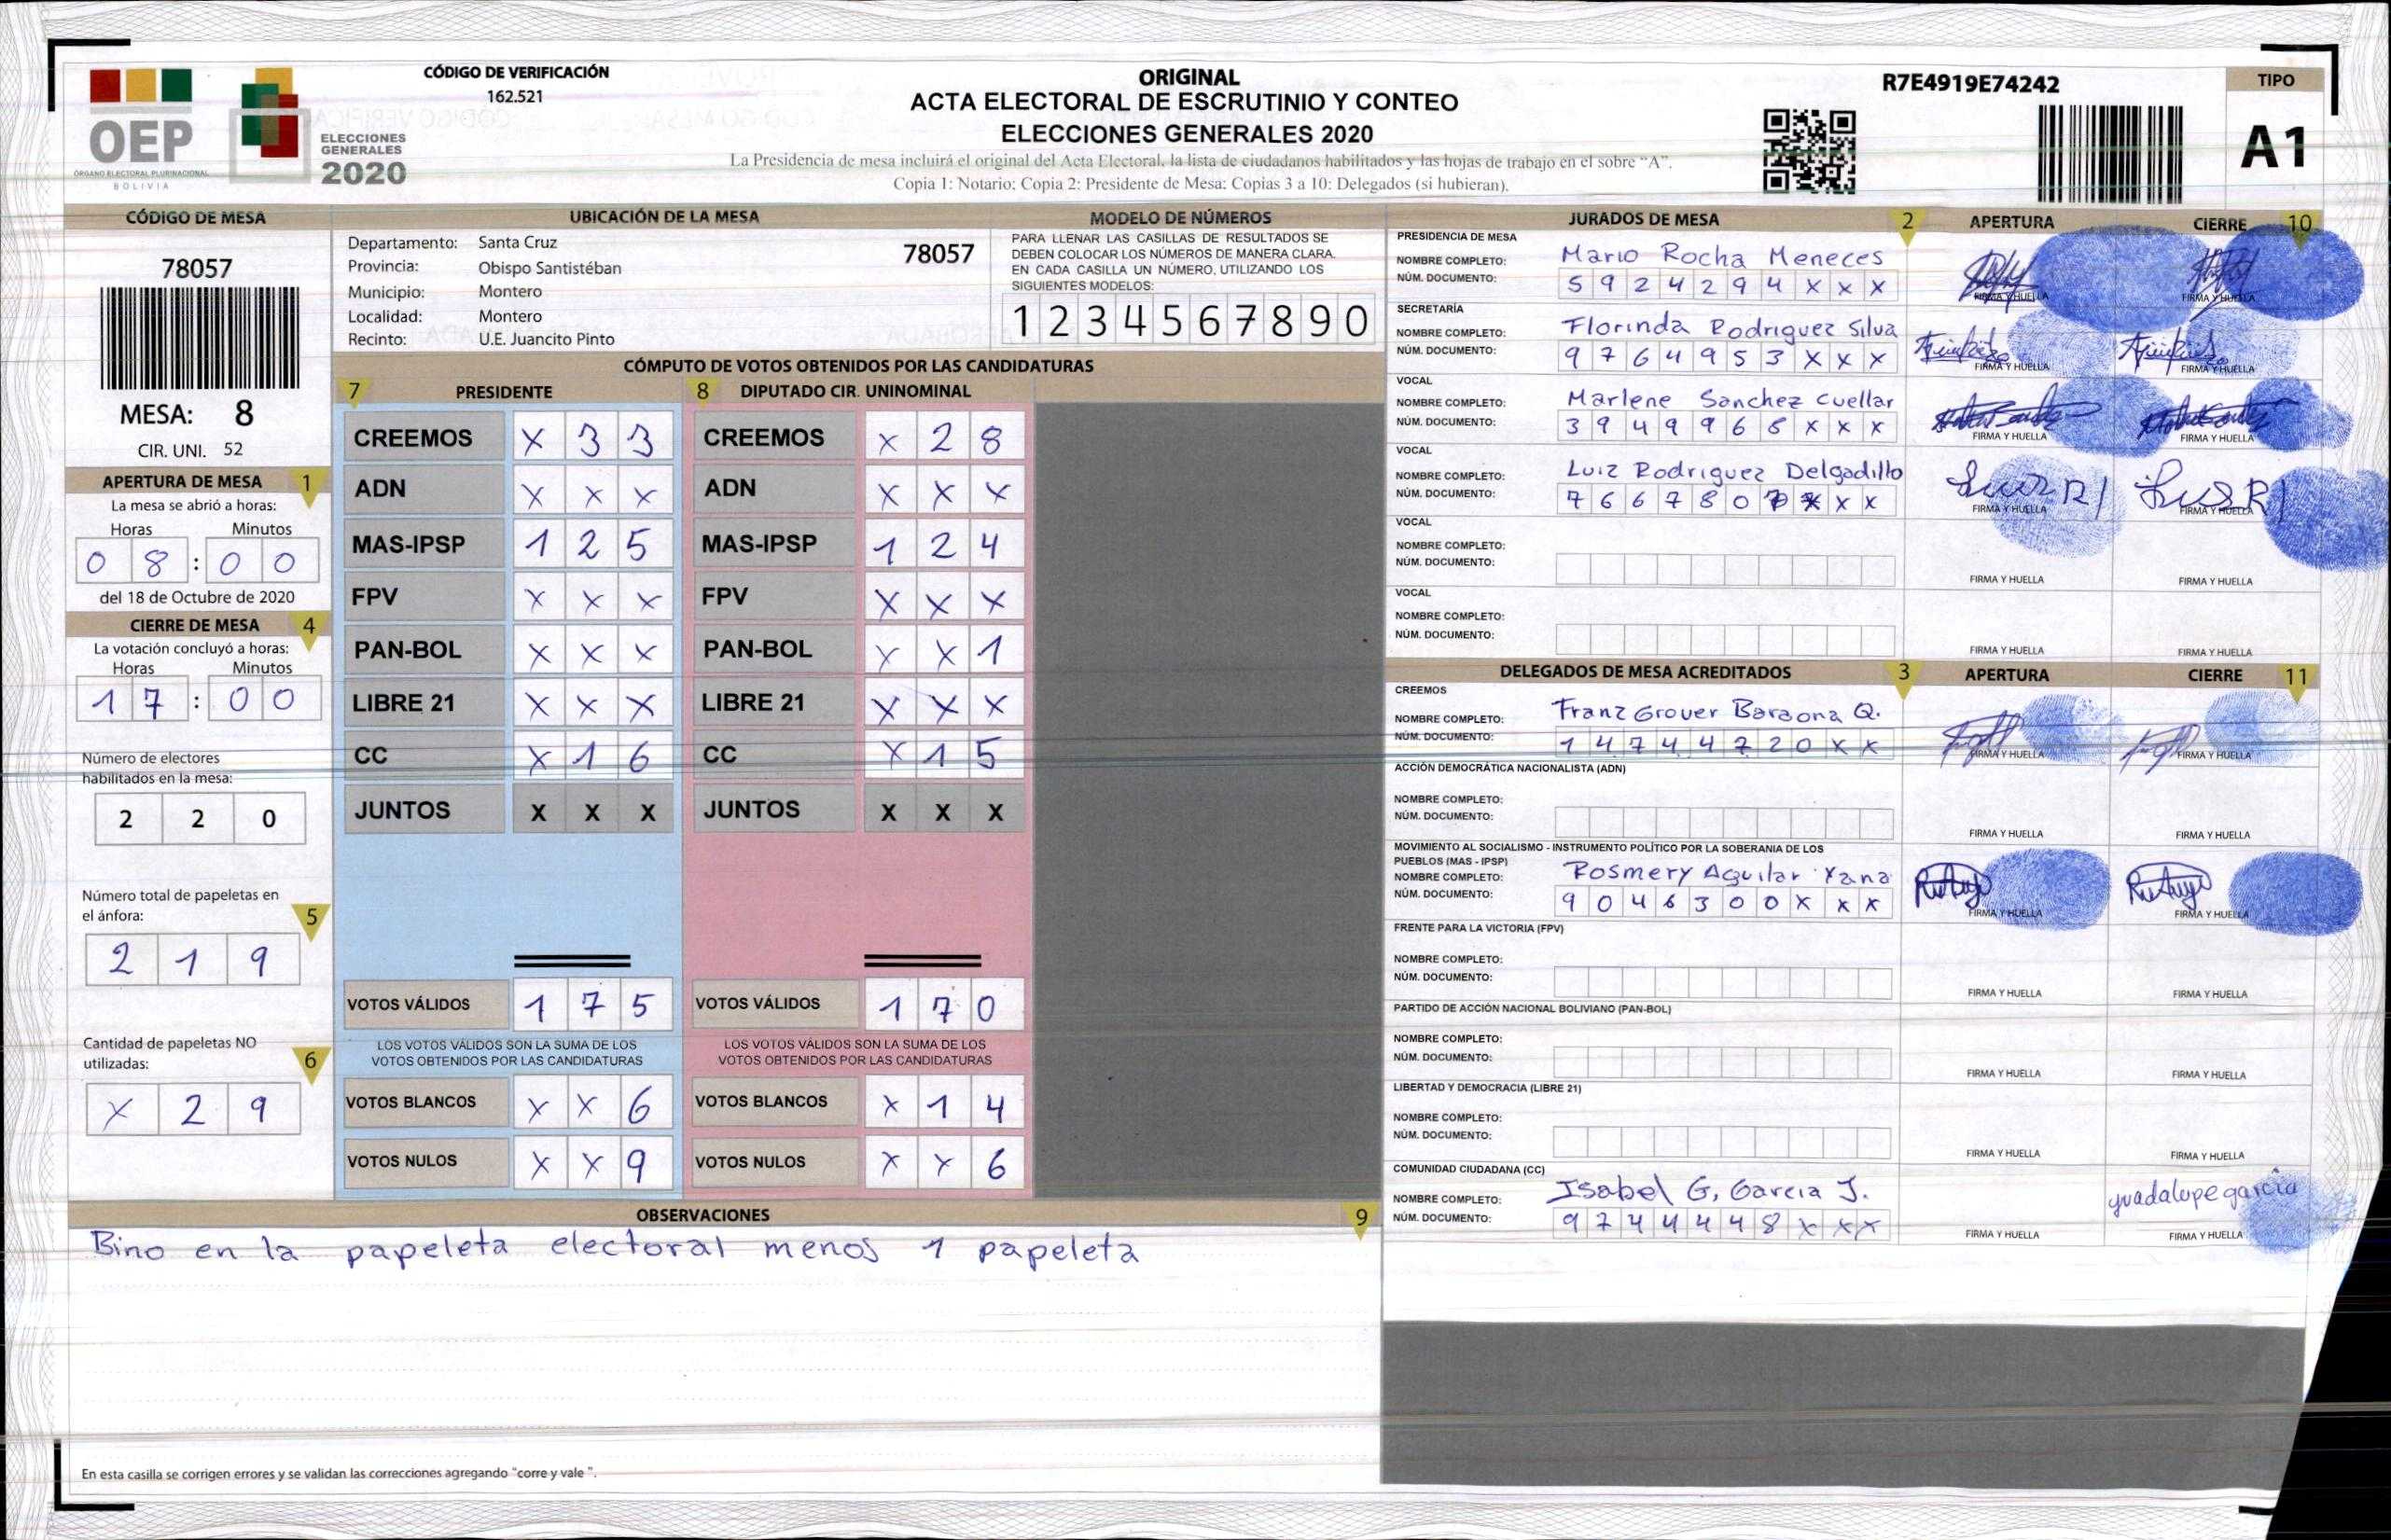 CÓDIGO DE VERIFICACIÓN
162.521
OEP
ÓRGANO ELECTORAL PLURINACIONAL
BOLIVIA
ELECCIONES
GENERALES
2020
ORIGINAL
ACTA ELECTORAL DE ESCRUTINIO Y CONTEO
ELECCIONES GENERALES 2020
La Presidencia de mesa incluirá el original del Acta Electoral, la lista de ciudadanos habilitados y las hojas de trabajo en el sobre "A".
Copia 1: Notario; Copia 2: Presidente de Mesa; Copias 3 a 10: Delegados (si hubieran).
R7E4919E74242
TIPO
A1
CÓDIGO DE MESA
78057
MESA: 8
CIR. UNI. 52
APERTURA DE MESA 1
La mesa se abrió a horas:
Horas Minutos
0 8 : 0 0
del 18 de Octubre de 2020
CIERRE DE MESA 4
La votación concluyó a horas:
Horas Minutos
1 7 : 0 0
Número de electores
habilitados en la mesa:
2 2 0
Número total de papeletas en
el ánfora: 5
2 1 9
Cantidad de papeletas NO
utilizadas: 6
X 2 9
UBICACIÓN DE LA MESA
Departamento: Santa Cruz
78057
Provincia: Obispo Santistéban
Municipio: Montero
Localidad: Montero
Recinto: U.E. Juancito Pinto
MODELO DE NÚMEROS
PARA LLENAR LAS CASILLAS DE RESULTADOS SE
DEBEN COLOCAR LOS NÚMEROS DE MANERA CLARA.
EN CADA CASILLA UN NÚMERO, UTILIZANDO LOS
SIGUIENTES MODELOS:
1 2 3 4 5 6 7 8 9 0
CÓMPUTO DE VOTOS OBTENIDOS POR LAS CANDIDATURAS
7 PRESIDENTE
CREEMOS X 3 3
ADN X X X
MAS-IPSP 1 2 5
FPV X X X
PAN-BOL X X X
LIBRE 21 X X X
CC X 1 6
JUNTOS X X X
VOTOS VÁLIDOS 1 7 5
LOS VOTOS VÁLIDOS SON LA SUMA DE LOS
VOTOS OBTENIDOS POR LAS CANDIDATURAS
VOTOS BLANCOS X X 6
VOTOS NULOS X X 9
8 DIPUTADO CIR. UNINOMINAL
CREEMOS X 2 8
ADN X X X
MAS-IPSP 1 2 4
FPV X X X
PAN-BOL X X 1
LIBRE 21 X X X
CC X 1 5
JUNTOS X X X
VOTOS VÁLIDOS 1 7 0
LOS VOTOS VÁLIDOS SON LA SUMA DE LOS
VOTOS OBTENIDOS POR LAS CANDIDATURAS
VOTOS BLANCOS X 1 4
VOTOS NULOS X X 6
OBSERVACIONES 9
Bino en la papeleta electoral menos 1 papeleta
En esta casilla se corrigen errores y se validan las correcciones agregando "corre y vale ".
JURADOS DE MESA 2 APERTURA CIERRE 10
PRESIDENCIA DE MESA
NOMBRE COMPLETO: Mario Rocha Meneces
NÚM. DOCUMENTO: 5 9 2 4 2 9 4 X X X
FIRMA Y HUELLA FIRMA Y HUELLA
SECRETARÍA
NOMBRE COMPLETO: Florinda Rodriguez Silva
NÚM. DOCUMENTO: 9 7 6 4 9 5 3 X X X
FIRMA Y HUELLA FIRMA Y HUELLA
VOCAL
NOMBRE COMPLETO: Marlene Sanchez Cuellar
NÚM. DOCUMENTO: 3 9 4 9 9 6 X X X
FIRMA Y HUELLA FIRMA Y HUELLA
VOCAL
NOMBRE COMPLETO: Luiz Rodriguez Delgadillo
NÚM. DOCUMENTO: 7 6 6 7 8 0 X X
FIRMA Y HUELLA FIRMA Y HUELLA
VOCAL
NOMBRE COMPLETO:
NÚM. DOCUMENTO:
FIRMA Y HUELLA FIRMA Y HUELLA
VOCAL
NOMBRE COMPLETO:
NÚM. DOCUMENTO:
FIRMA Y HUELLA FIRMA Y HUELLA
DELEGADOS DE MESA ACREDITADOS 3 APERTURA CIERRE 11
CREEMOS
NOMBRE COMPLETO: Franz Grover Baraona Q.
NÚM. DOCUMENTO: 1 4 7 4 4 7 2 0 X X
FIRMA Y HUELLA FIRMA Y HUELLA
ACCIÓN DEMOCRÁTICA NACIONALISTA (ADN)
NOMBRE COMPLETO:
NÚM. DOCUMENTO:
FIRMA Y HUELLA FIRMA Y HUELLA
MOVIMIENTO AL SOCIALISMO - INSTRUMENTO POLÍTICO POR LA SOBERANIA DE LOS
PUEBLOS (MAS - IPSP)
NOMBRE COMPLETO: Rosmery Aguilar Yana
NÚM. DOCUMENTO: 9 0 4 6 3 0 0 X X X
FIRMA Y HUELLA FIRMA Y HUELLA
FRENTE PARA LA VICTORIA (FPV)
NOMBRE COMPLETO:
NÚM. DOCUMENTO:
FIRMA Y HUELLA FIRMA Y HUELLA
PARTIDO DE ACCIÓN NACIONAL BOLIVIANO (PAN-BOL)
NOMBRE COMPLETO:
NÚM. DOCUMENTO:
FIRMA Y HUELLA FIRMA Y HUELLA
LIBERTAD Y DEMOCRACIA (LIBRE 21)
NOMBRE COMPLETO:
NÚM. DOCUMENTO:
FIRMA Y HUELLA FIRMA Y HUELLA
COMUNIDAD CIUDADANA (CC)
NOMBRE COMPLETO: Isabel G, Garcia J.
guadalupe garcia
NÚM. DOCUMENTO: 9 7 4 4 4 4 8 X X X
FIRMA Y HUELLA FIRMA Y HUELLA